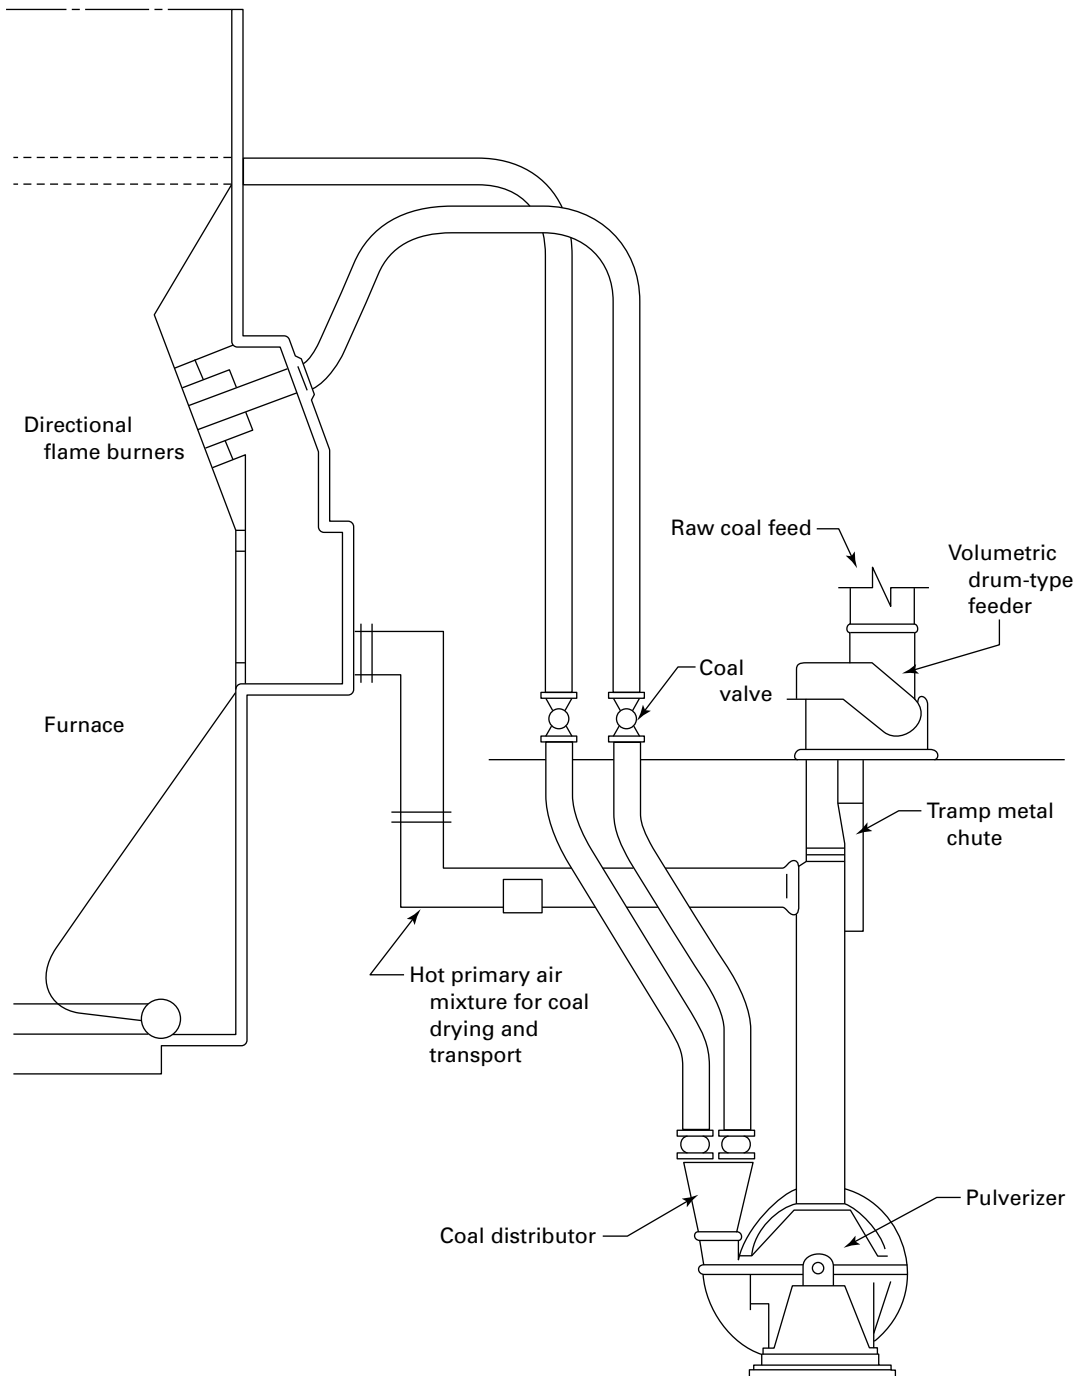 Directional
flame burners
Raw coal feed
Volumetric
drum-type
feeder
Coal
valve
Furnace
Tramp metal
chute
Hot primary air
mixture for coal
drying and
transport
Pulverizer
Coal distributor